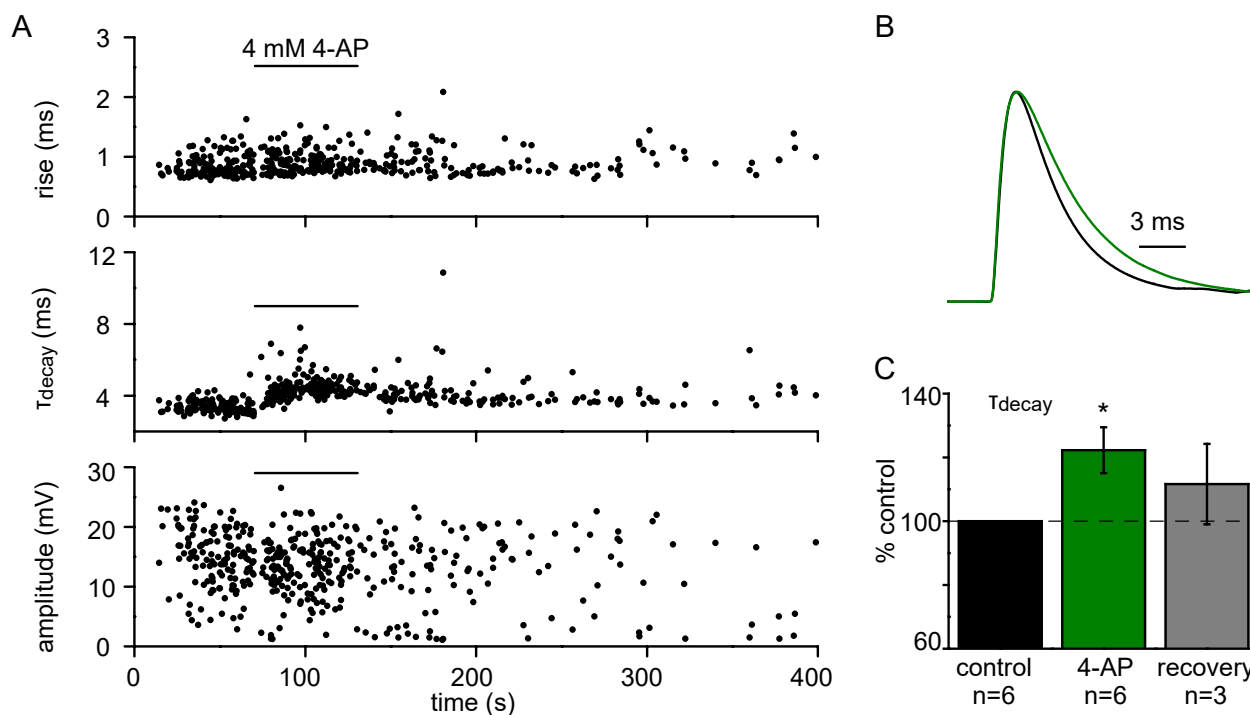 A
3
2
1
0
rise (ms)
4 mM 4-AP
12
8
4
τdecay (ms)
30
20
10
0
amplitude (mV)
0
100
200
300
400
time (s)
B
3 ms
C
140
100
60
% control
τdecay
*
control
n=6
4-AP
n=6
recovery
n=3